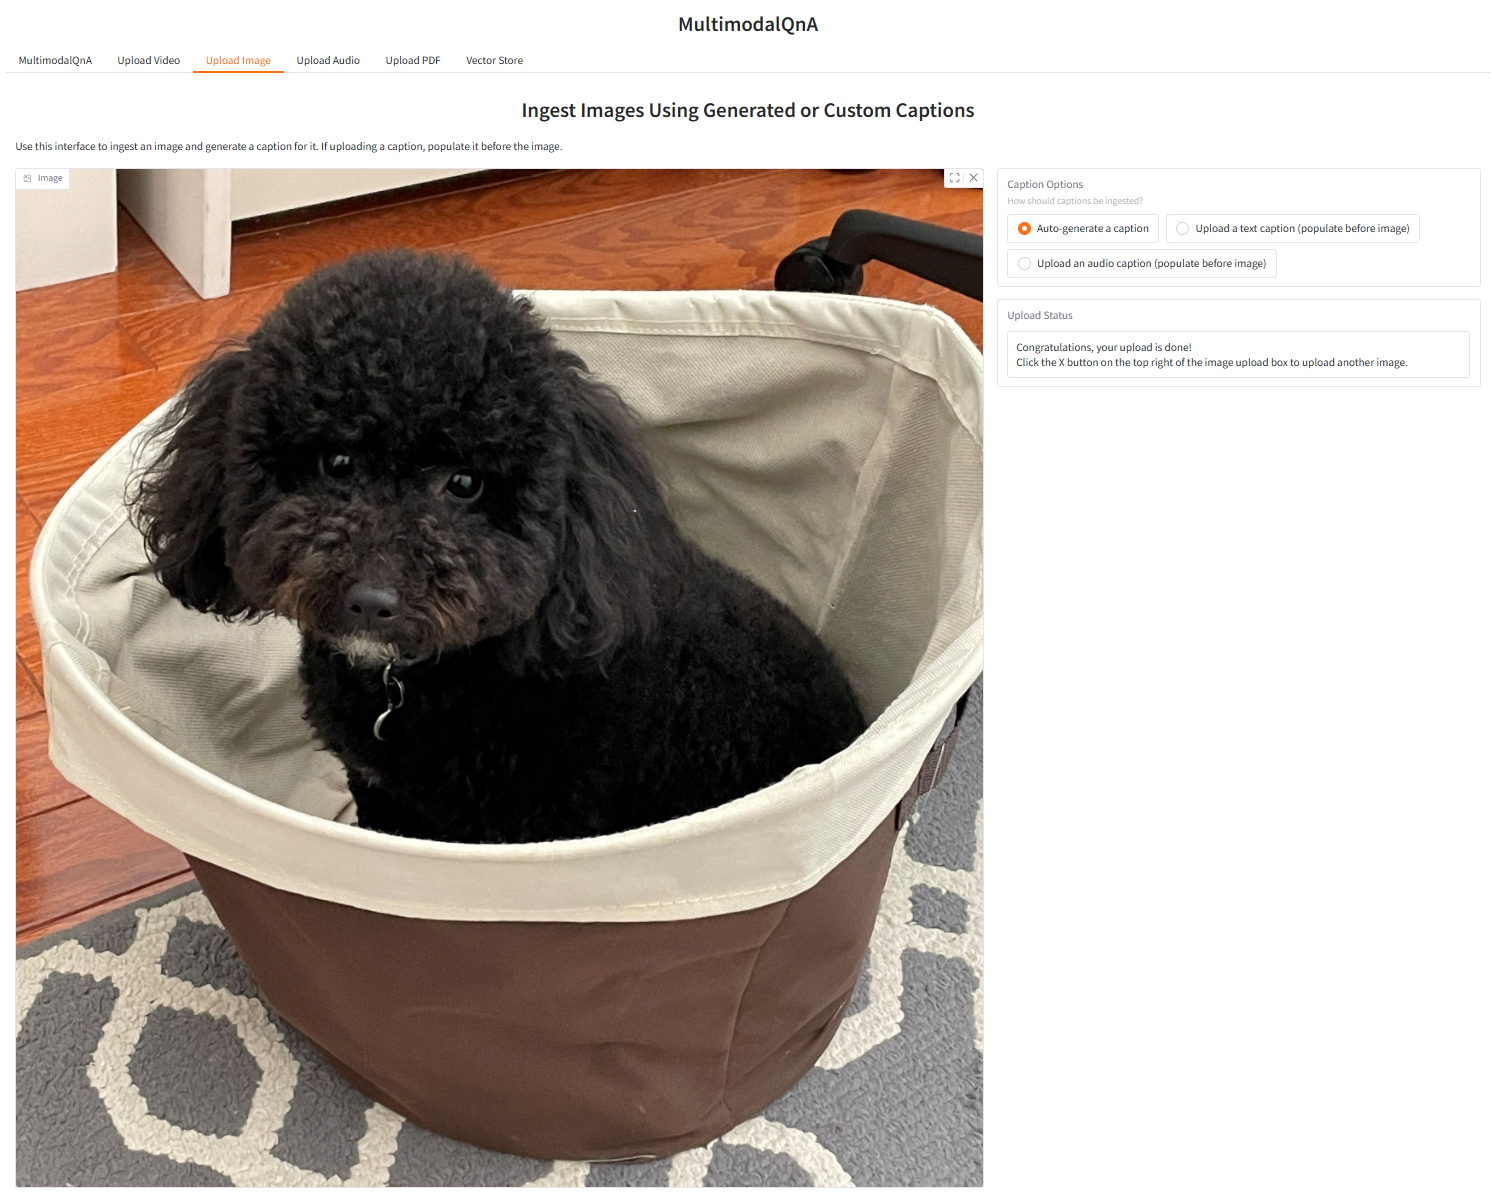 MultimodalQnA
MultimodalQnA
Upload Video
Upload Image
Upload Audio
Upload PDF
Vector Store
Ingest Images Using Generated or Custom Captions
Use this interface to ingest an image and generate a caption for it. If uploading a caption, populate it before the image.
Image
Caption Options
How should captions be ingested?
Auto-generate a caption
Upload a text caption (populate before image)
Upload an audio caption (populate before image)
Upload Status
Congratulations, your upload is done!
Click the X button on the top right of the image upload box to upload another image.